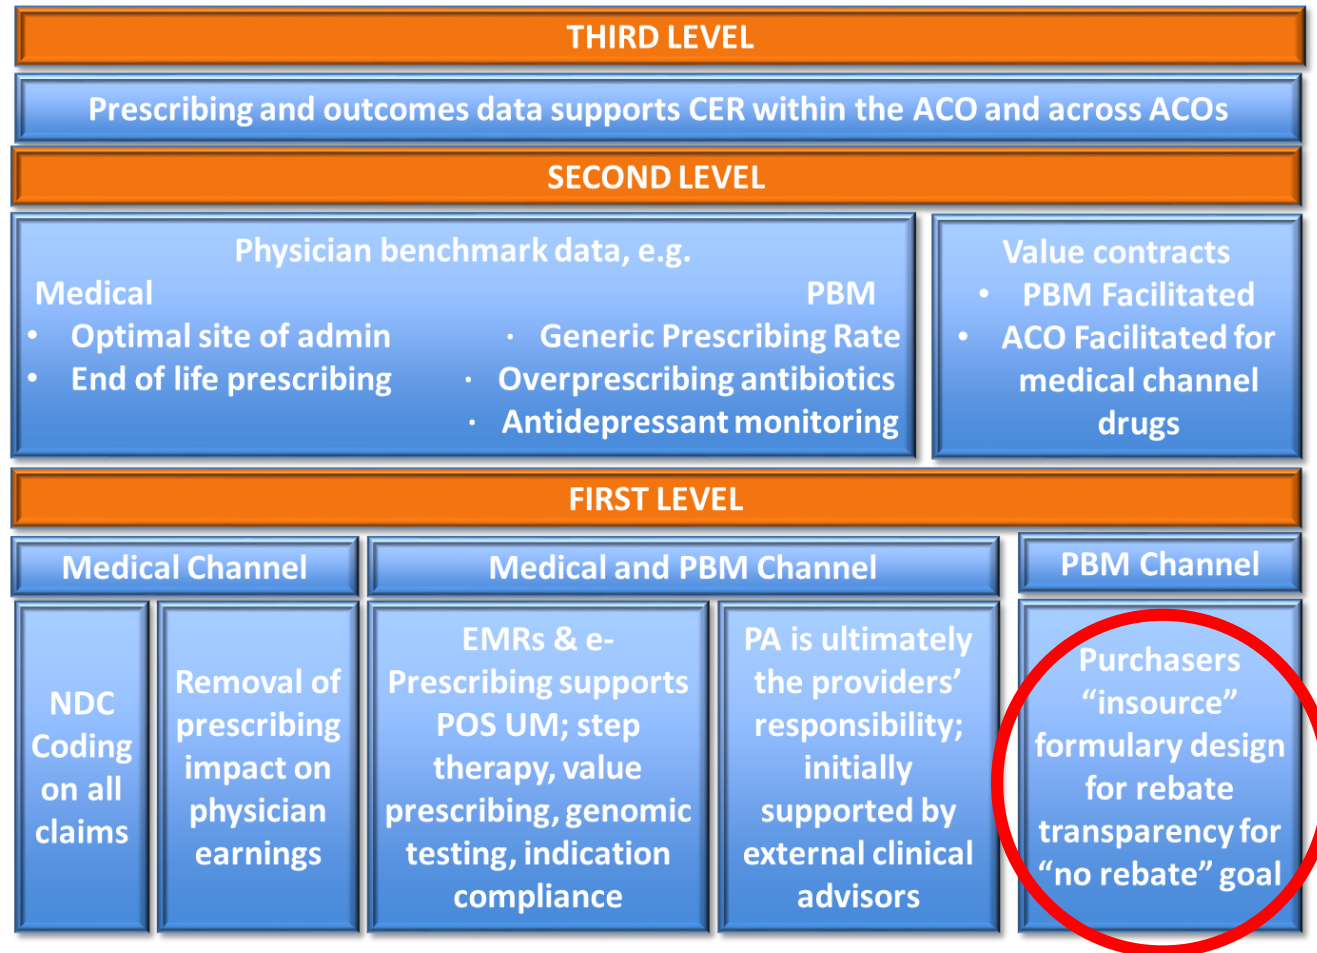 THIRD LEVEL
Prescribing and outcomes data supports CER within the ACO and across ACOs
SECOND LEVEL
Physician benchmark data, e.g.
Medical
• Optimal site of admin
• End of life prescribing
PBM
· Generic Prescribing Rate
· Overprescribing antibiotics
· Antidepressant monitoring
Value contracts
• PBM Facilitated
• ACO Facilitated for
medical channel
drugs
FIRST LEVEL
Medical Channel
NDC
Coding
on all
claims
Removal of
prescribing
impact on
physician
earnings
Medical and PBM Channel
EMRs & e-
Prescribing supports
POS UM; step
therapy, value
prescribing, genomic
testing, indication
compliance
PA is ultimately
the providers’
responsibility;
initially
supported by
external clinical
advisors
PBM Channel
Purchasers
“insource”
formulary design
for rebate
transparency for
“no rebate” goal